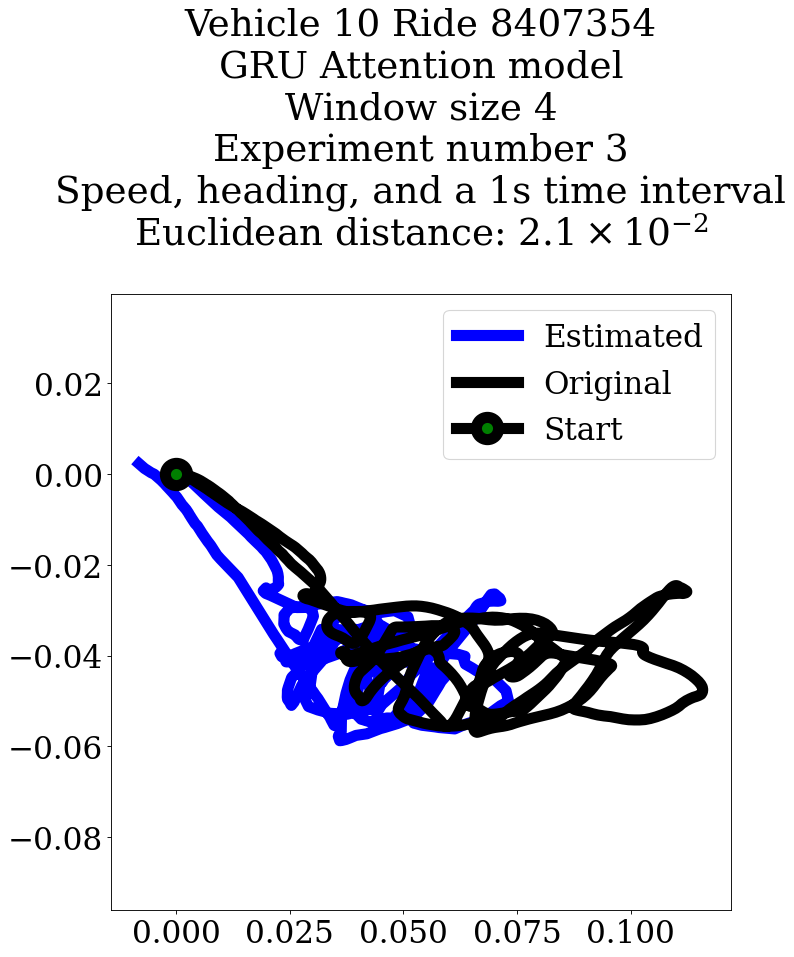 Vehicle 10 Ride 8407354
GRU Attention model
Window size 4
Experiment number 3
Speed, heading, and a 1s time interval
Euclidean distance: 2.1 × 10⁻²
Estimated
Original
Start
0.02
0.00
−0.02
−0.04
−0.06
−0.08
0.000 0.025 0.050 0.075 0.100